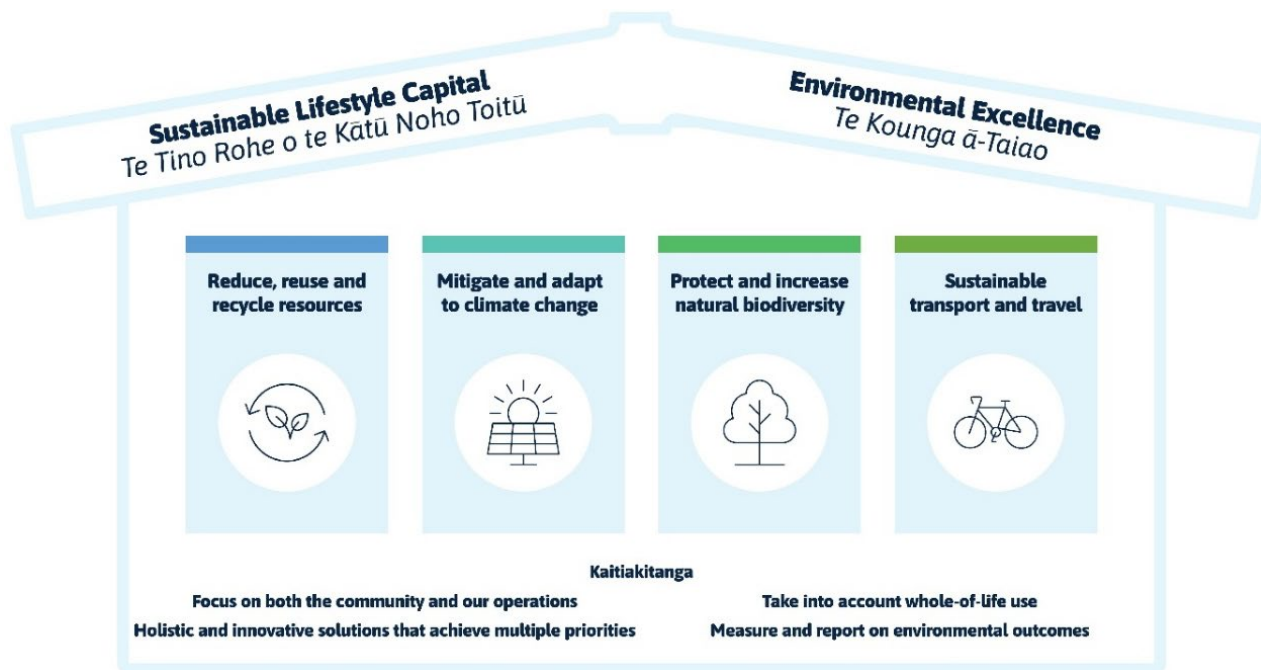 Sustainable Lifestyle Capital
Te Tino Rohe o te Kātū Noho Toitū
Environmental Excellence
Te Kounga ā-Taiao
Reduce, reuse and
recycle resources
Mitigate and adapt
to climate change
Protect and increase
natural biodiversity
Sustainable
transport and travel
Kaitiakitanga
Focus on both the community and our operations
Take into account whole-of-life use
Holistic and innovative solutions that achieve multiple priorities
Measure and report on environmental outcomes